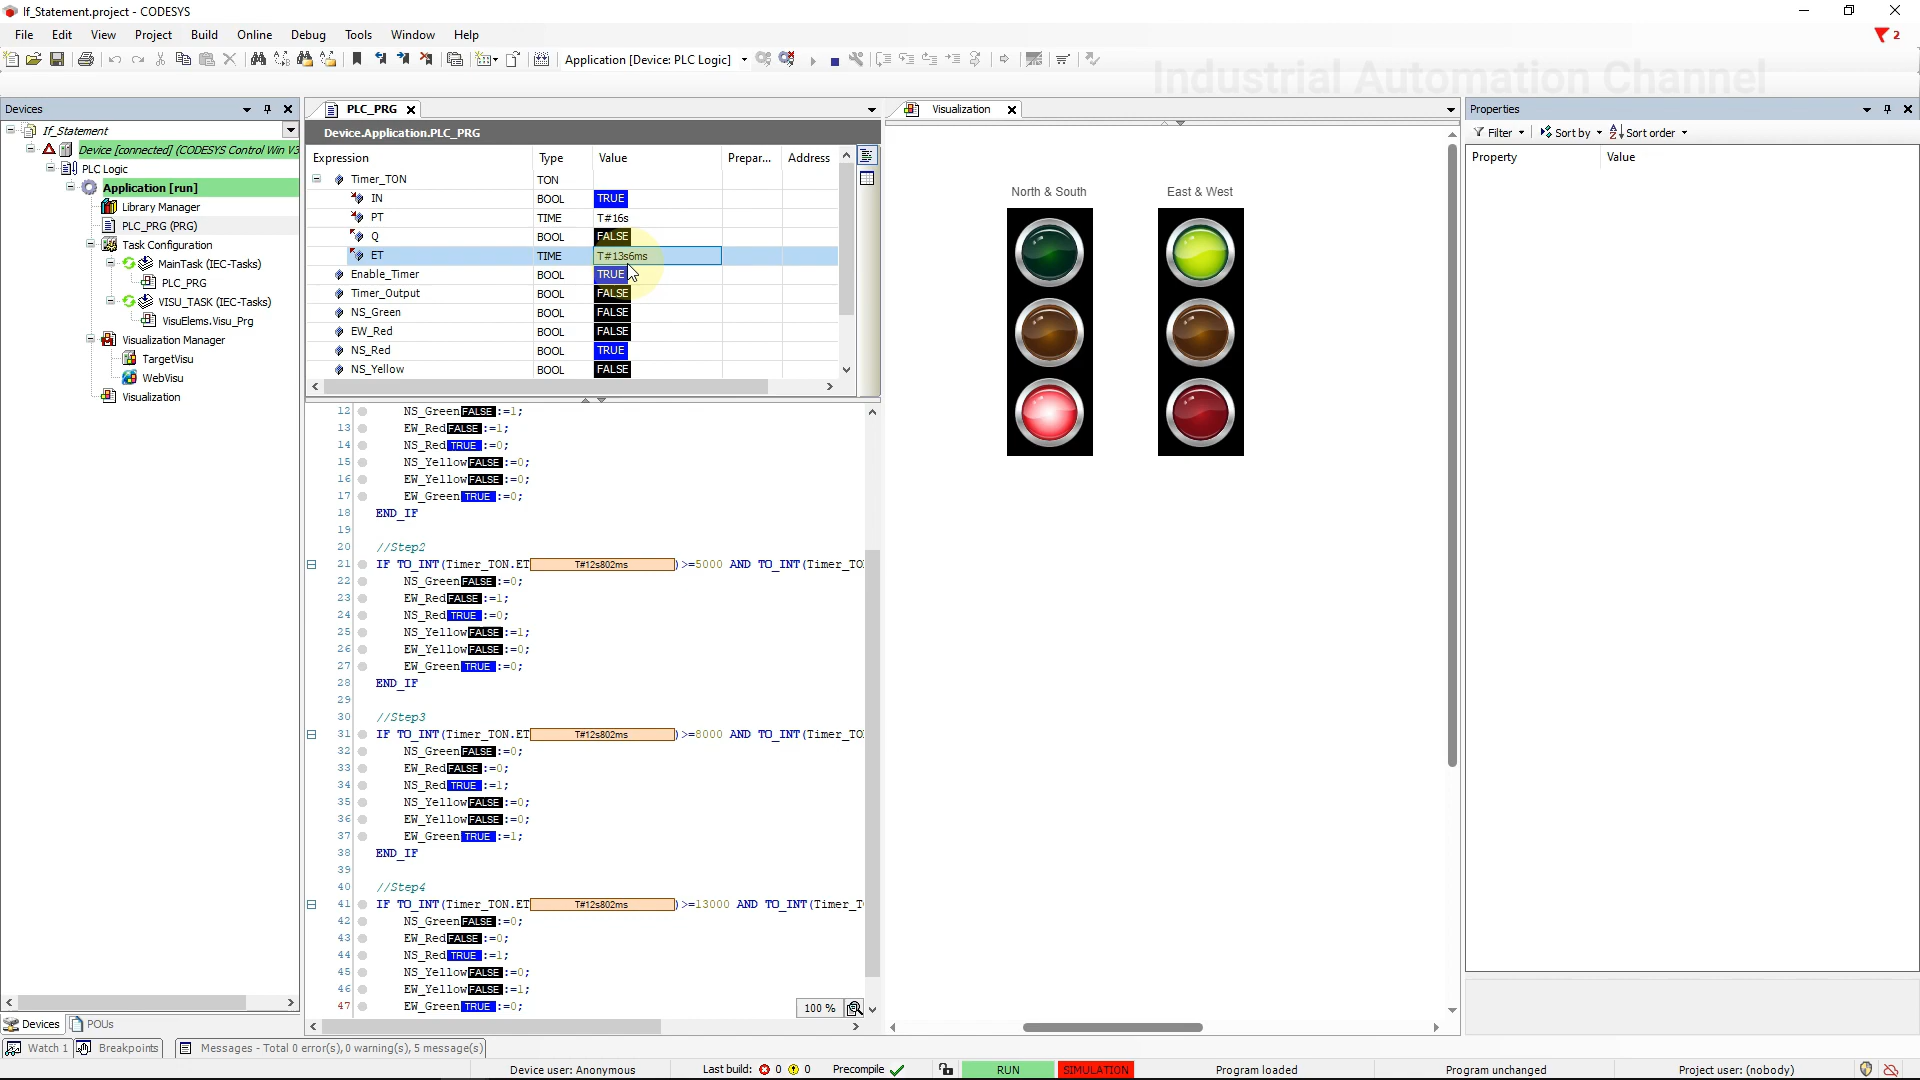 If_Statement.project - CODESYS
File Edit View Project Build Online Debug Tools Window Help
2
Application [Device: PLC Logic]
Industrial Automation Channel
Devices
If_Statement
Device [connected] (CODESYS Control Win V3
PLC Logic
Application [run]
Library Manager
PLC_PRG (PRG)
Task Configuration
MainTask (IEC-Tasks)
PLC_PRG
VISU_TASK (IEC-Tasks)
VisuElems.Visu_Prg
Visualization Manager
TargetVisu
WebVisu
Visualization
Devices POUs
PLC_PRG
Device.Application.PLC_PRG
Expression Type Value Prepar... Address
Timer_TON TON
IN BOOL TRUE
PT TIME T#16s
Q BOOL FALSE
ET TIME T#13s6ms
Enable_Timer BOOL TRUE
Timer_Output BOOL FALSE
NS_Green BOOL FALSE
EW_Red BOOL FALSE
NS_Red BOOL TRUE
NS_Yellow BOOL FALSE
12 NS_Green FALSE :=1;
13 EW_Red FALSE :=1;
14 NS_Red TRUE :=0;
15 NS_Yellow FALSE :=0;
16 EW_Yellow FALSE :=0;
17 EW_Green TRUE :=0;
18 END_IF
19
20 //Step2
21 IF TO_INT(Timer_TON.ET T#12s802ms )>=5000 AND TO_INT(Timer_TO
22 NS_Green FALSE :=0;
23 EW_Red FALSE :=1;
24 NS_Red TRUE :=0;
25 NS_Yellow FALSE :=1;
26 EW_Yellow FALSE :=0;
27 EW_Green TRUE :=0;
28 END_IF
29
30 //Step3
31 IF TO_INT(Timer_TON.ET T#12s802ms )>=8000 AND TO_INT(Timer_TO
32 NS_Green FALSE :=0;
33 EW_Red FALSE :=0;
34 NS_Red TRUE :=1;
35 NS_Yellow FALSE :=0;
36 EW_Yellow FALSE :=0;
37 EW_Green TRUE :=1;
38 END_IF
39
40 //Step4
41 IF TO_INT(Timer_TON.ET T#12s802ms )>=13000 AND TO_INT(Timer_T
42 NS_Green FALSE :=0;
43 EW_Red FALSE :=0;
44 NS_Red TRUE :=1;
45 NS_Yellow FALSE :=0;
46 EW_Yellow FALSE :=1;
47 EW_Green TRUE :=0;
100 %
Visualization
North & South East & West
Properties
Filter Sort by Sort order
Property Value
Watch 1 Breakpoints Messages - Total 0 error(s), 0 warning(s), 5 message(s)
Device user: Anonymous Last build: 0 0 Precompile RUN SIMULATION Program loaded Program unchanged Project user: (nobody)